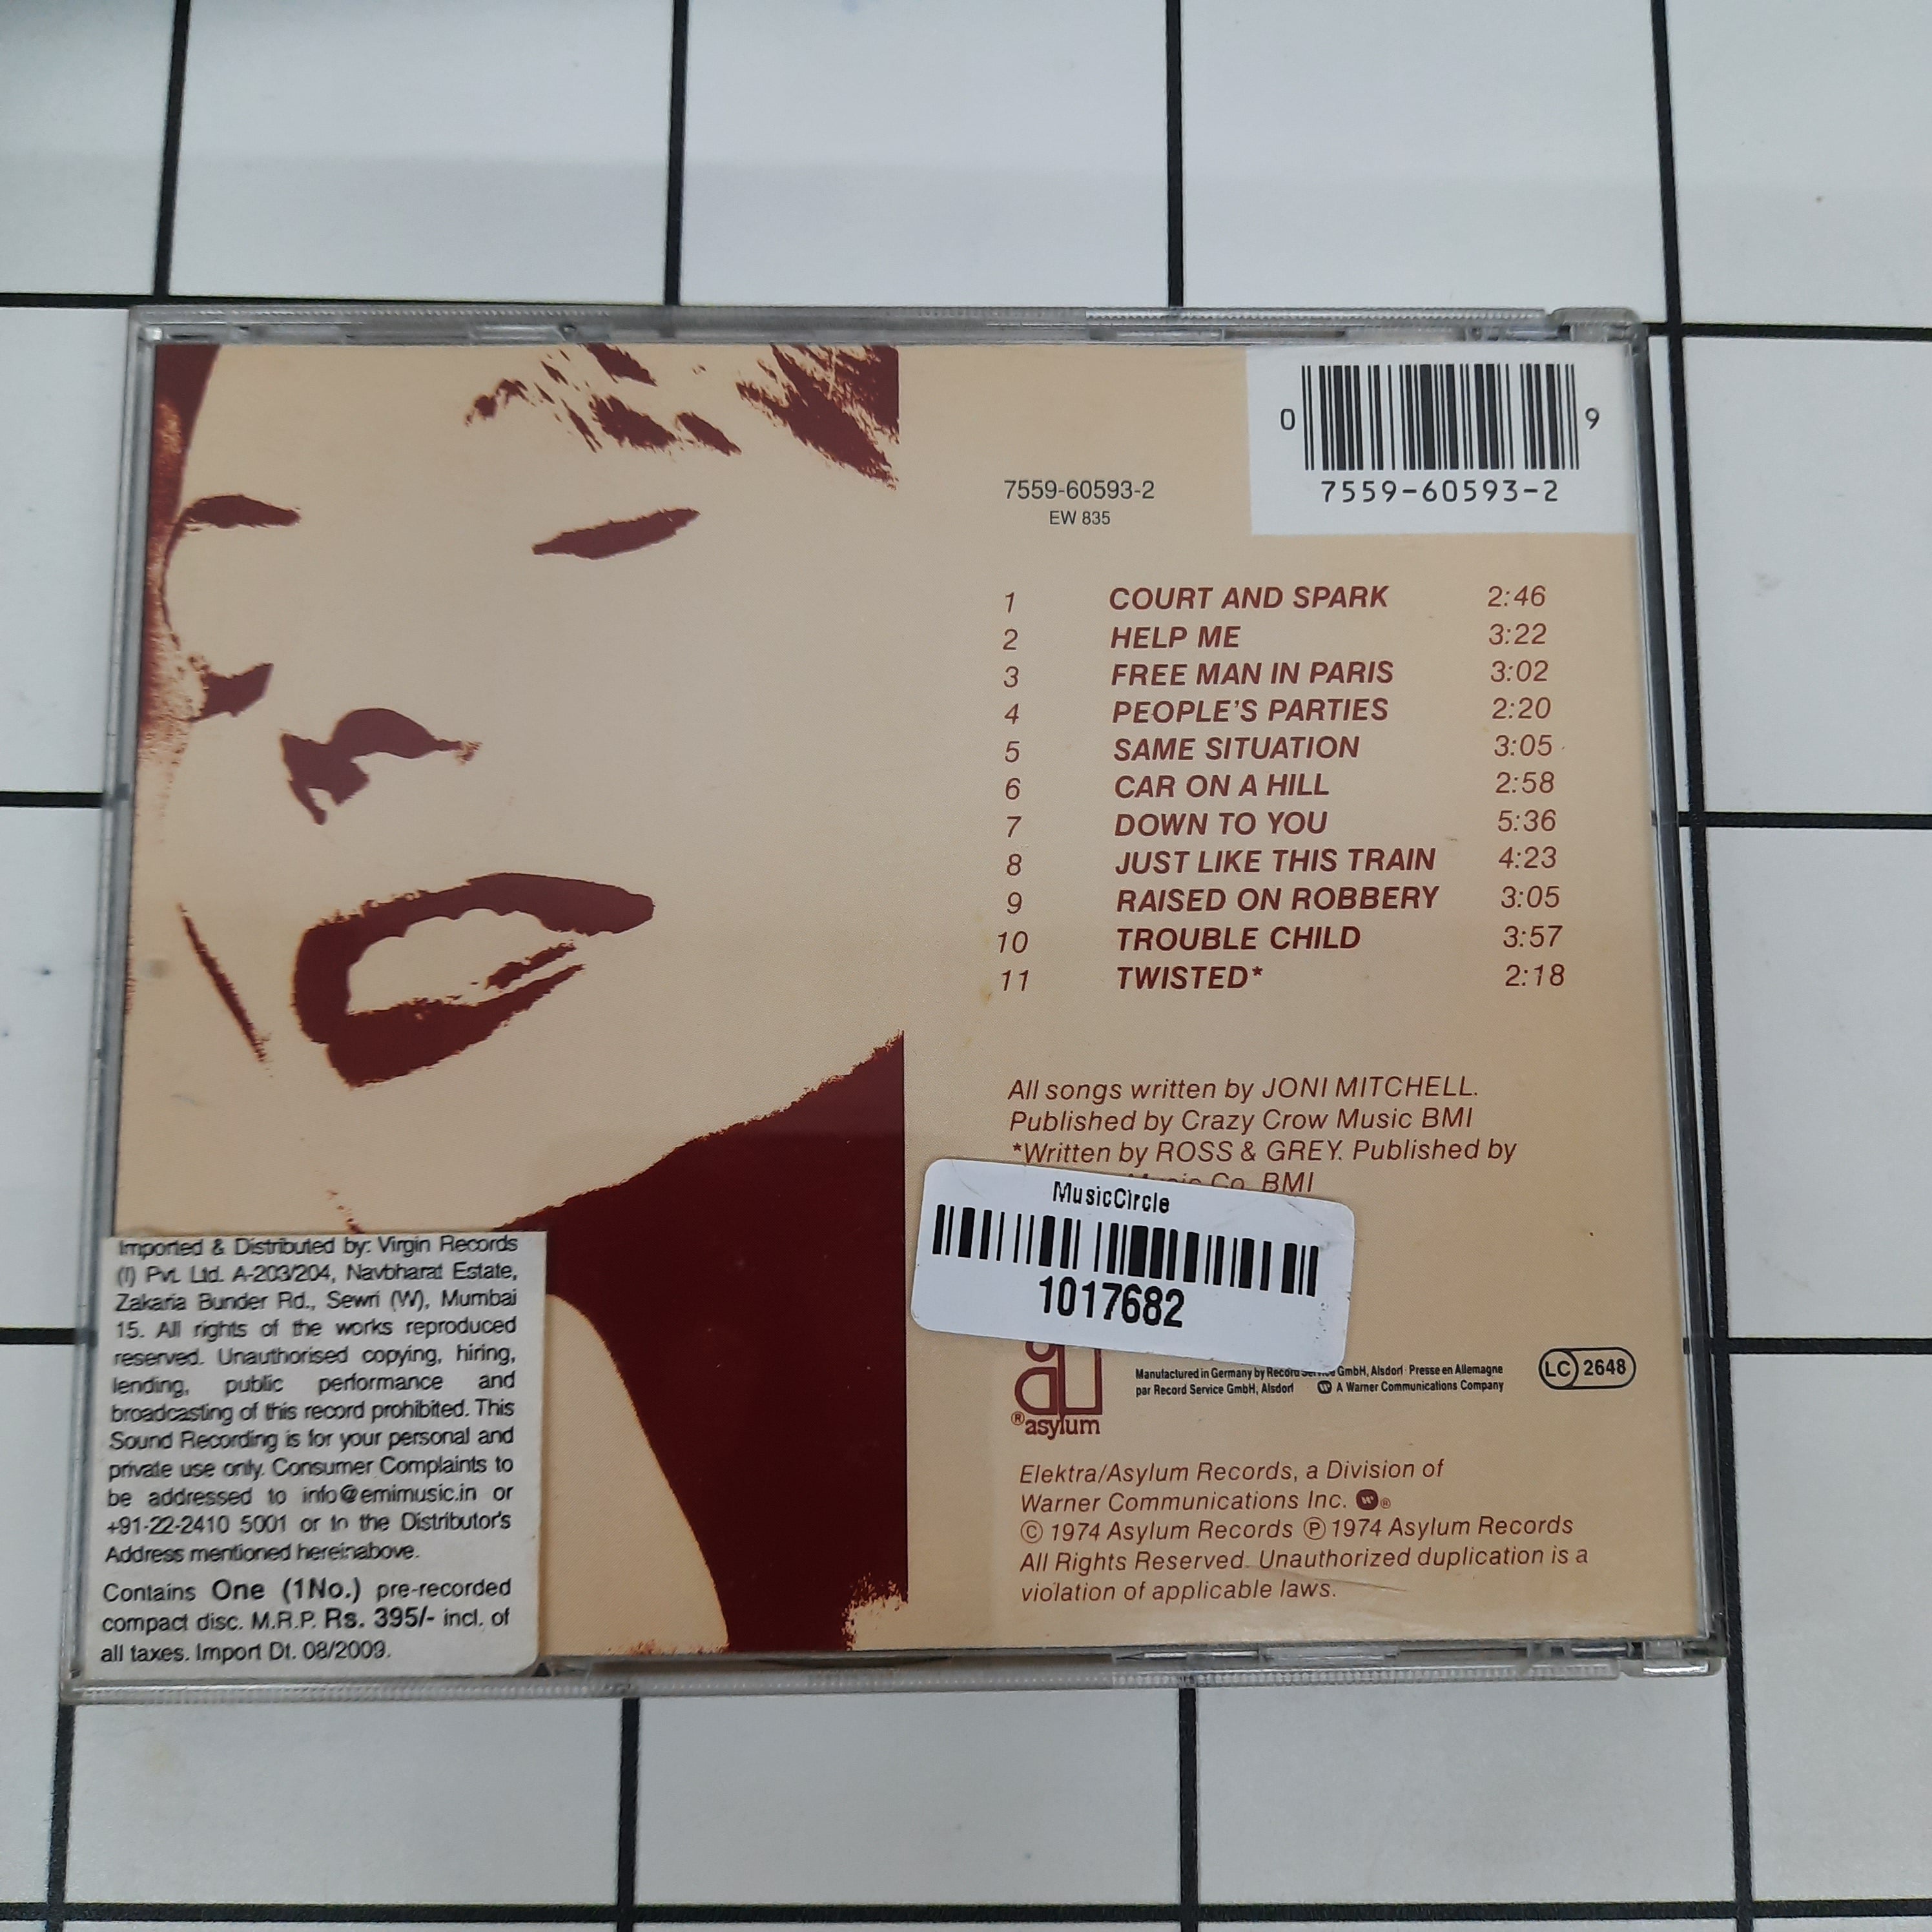 0 9
7559-60593-2
7559-60593-2
EW 835
1 COURT AND SPARK 2:46
2 HELP ME 3:22
3 FREE MAN IN PARIS 3:02
4 PEOPLE'S PARTIES 2:20
5 SAME SITUATION 3:05
6 CAR ON A HILL 2:58
7 DOWN TO YOU 5:36
8 JUST LIKE THIS TRAIN 4:23
9 RAISED ON ROBBERY 3:05
10 TROUBLE CHILD 3:57
11 TWISTED* 2:18
All songs written by JONI MITCHELL.
Published by Crazy Crow Music BMI
*Written by ROSS & GREY. Published by
Music Co. BMI
MusicCircle
1017682
Manufactured in Germany by Record Service GmbH, Alsdorf · Presse en Allemagne
par Record Service GmbH, Alsdorf A Warner Communications Company
LC 2648
® asylum
Elektra/Asylum Records, a Division of
Warner Communications Inc. ®
© 1974 Asylum Records ℗ 1974 Asylum Records
All Rights Reserved. Unauthorized duplication is a
violation of applicable laws.
Imported & Distributed by: Virgin Records
(I) Pvt. Ltd. A-203/204, Navbharat Estate,
Zakaria Bunder Rd., Sewri (W), Mumbai
15. All rights of the works reproduced
reserved. Unauthorised copying, hiring,
lending, public performance and
broadcasting of this record prohibited. This
Sound Recording is for your personal and
private use only. Consumer Complaints to
be addressed to info@emimusic.in or
+91-22-2410 5001 or to the Distributor's
Address mentioned hereinabove.
Contains One (1No.) pre-recorded
compact disc. M.R.P. Rs. 395/- incl. of
all taxes. Import Dt. 08/2009.